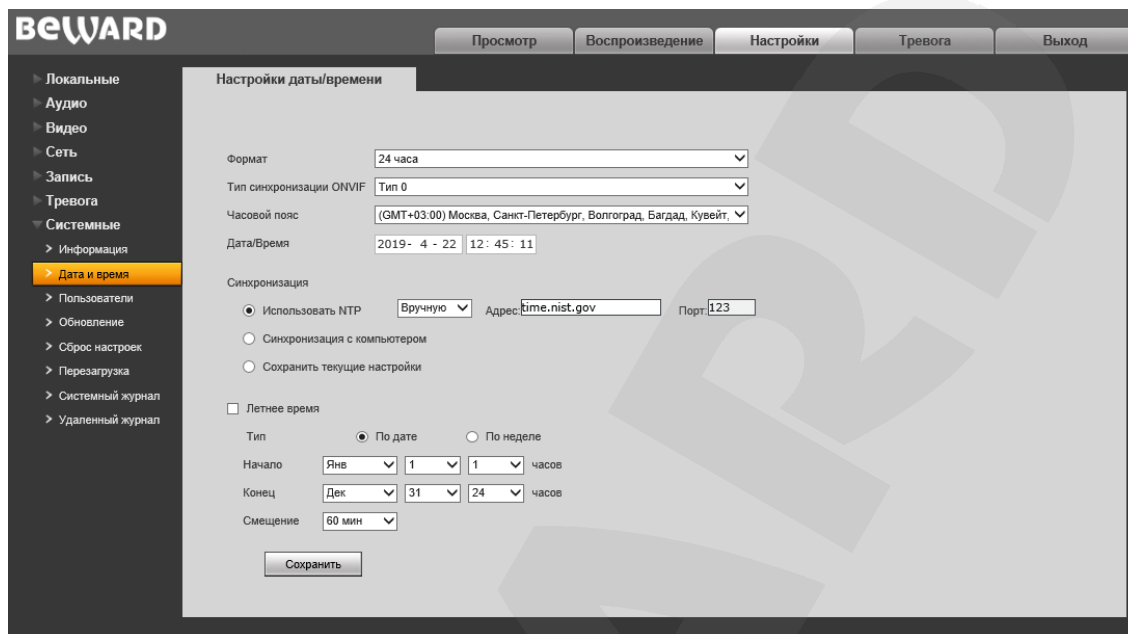 BEWARD
Просмотр Воспроизведение Настройки Тревога Выход
Локальные
Аудио
Видео
Сеть
Запись
Тревога
Системные
Информация
Дата и время
Пользователи
Обновление
Сброс настроек
Перезагрузка
Системный журнал
Удаленный журнал
Настройки даты/времени
Формат 24 часа
Тип синхронизации ONVIF Тип 0
Часовой пояс (GMT+03:00) Москва, Санкт-Петербург, Волгоград, Багдад, Кувейт,
Дата/Время 2019- 4 - 22 12: 45: 11
Синхронизация
Использовать NTP Вручную Адрес: time.nist.gov Порт: 123
Синхронизация с компьютером
Сохранить текущие настройки
Летнее время
Тип По дате По неделе
Начало Янв 1 1 часов
Конец Дек 31 24 часов
Смещение 60 мин
Сохранить